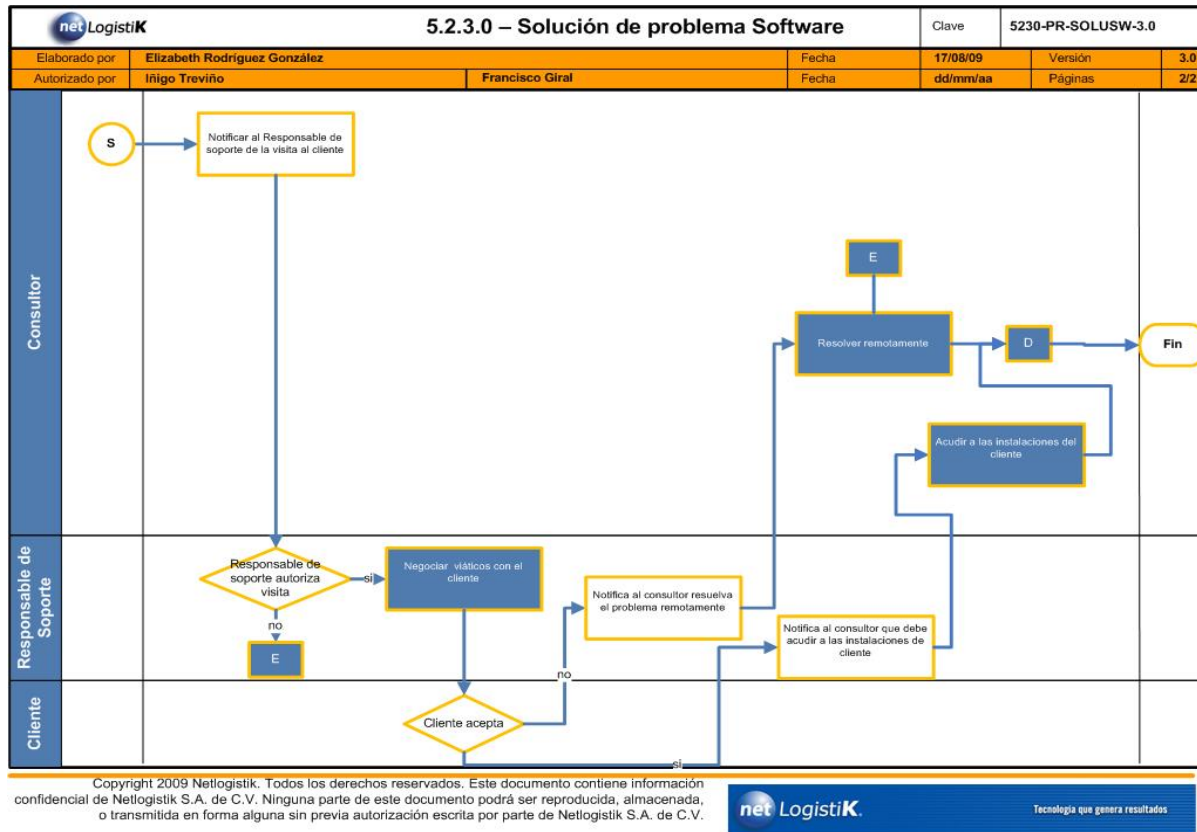 net LogistiK
5.2.3.0 – Solución de problema Software
Clave
5230-PR-SOLUSW-3.0
Elaborado por
Elizabeth Rodríguez González
Fecha
17/08/09
Versión
3.0
Autorizado por
Iñigo Treviño
Francisco Giral
Fecha
dd/mm/aa
Páginas
2/2
Consultor
S
Notificar al Responsable de
soporte de la visita al cliente
E
Resolver remotamente
D
Fin
Acudir a las instalaciones del
cliente
Responsable de
Soporte
Responsable de
soporte autoriza
visita
si
Negociar viáticos con el
cliente
no
E
Notifica al consultor resuelva
el problema remotamente
Notifica al consultor que debe
acudir a las instalaciones de
cliente
no
Cliente
Cliente acepta
si
Copyright 2009 Netlogistik. Todos los derechos reservados. Este documento contiene información
confidencial de Netlogistik S.A. de C.V. Ninguna parte de este documento podrá ser reproducida, almacenada,
o transmitida en forma alguna sin previa autorización escrita por parte de Netlogistik S.A. de C.V.
net LogistiK.
Tecnología que genera resultados